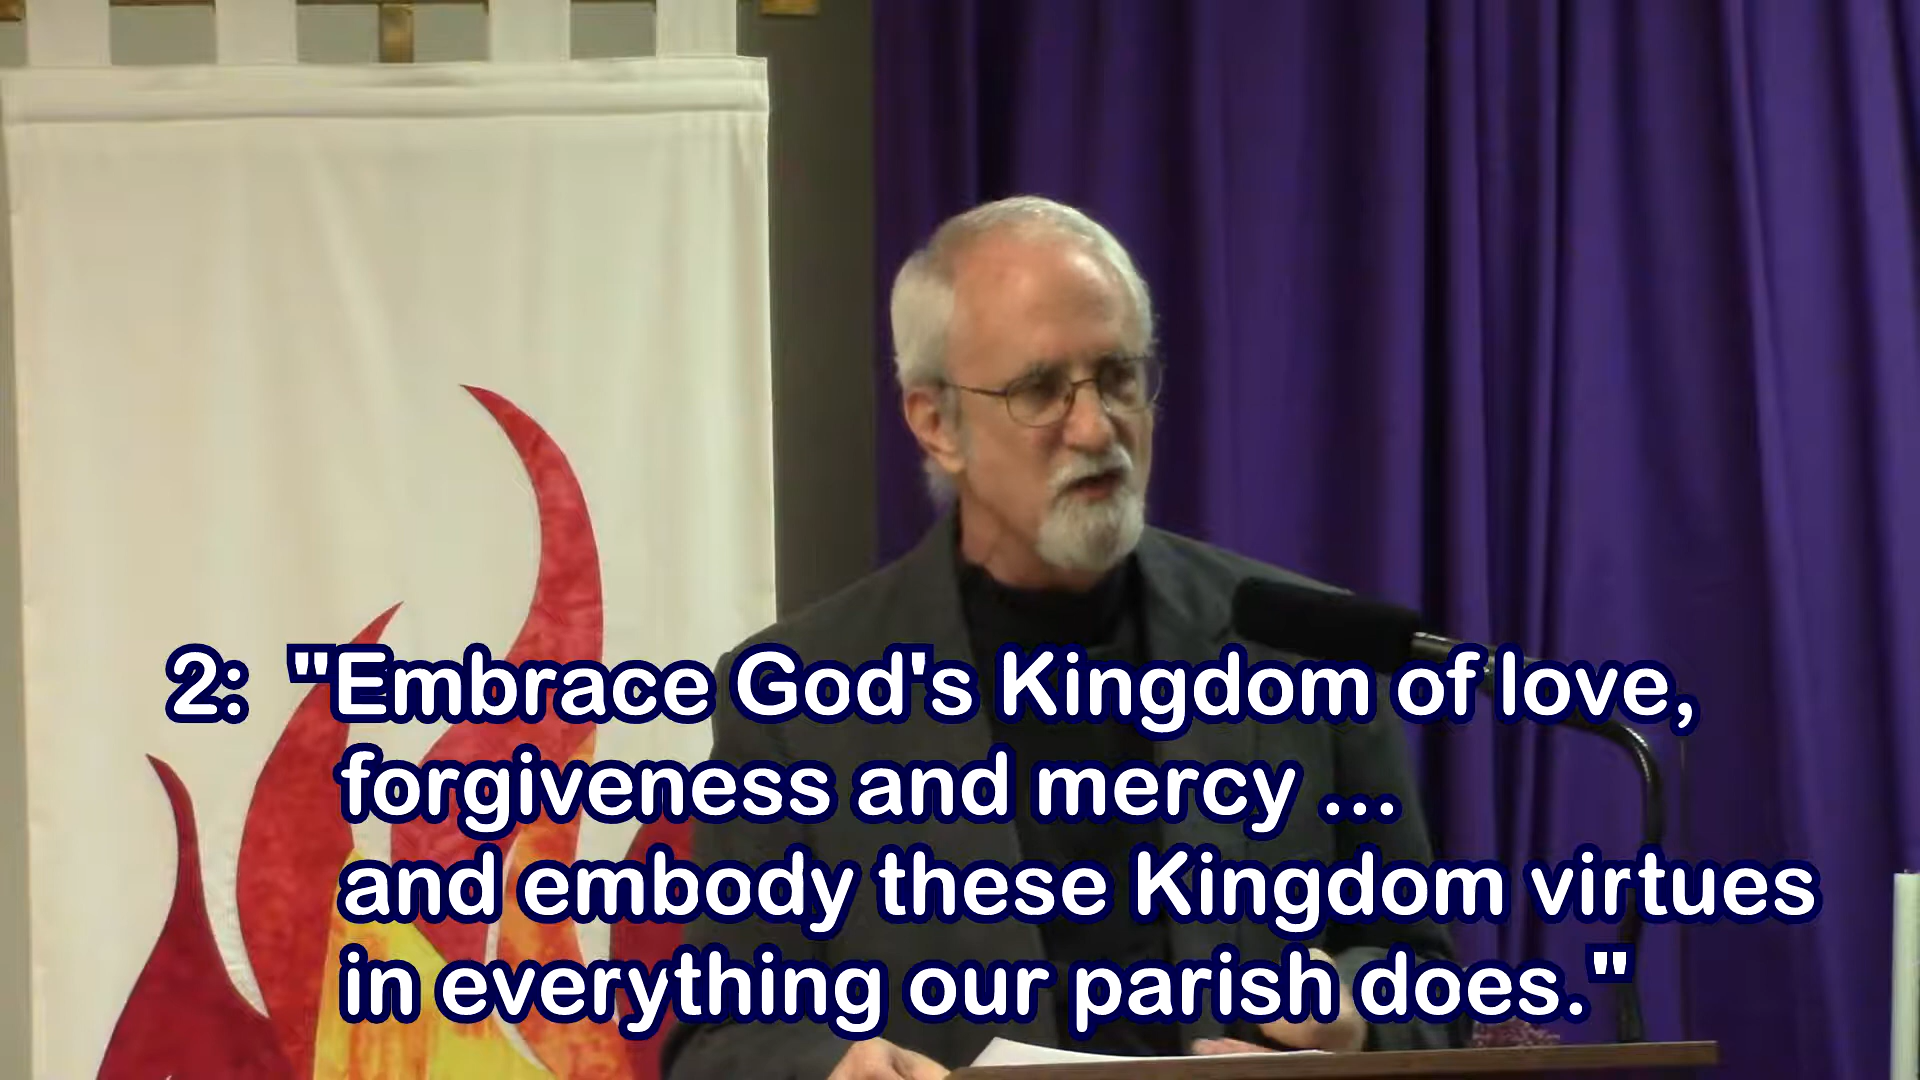 2: "Embrace God's Kingdom of love,
forgiveness and mercy ...
and embody these Kingdom virtues
in everything our parish does."